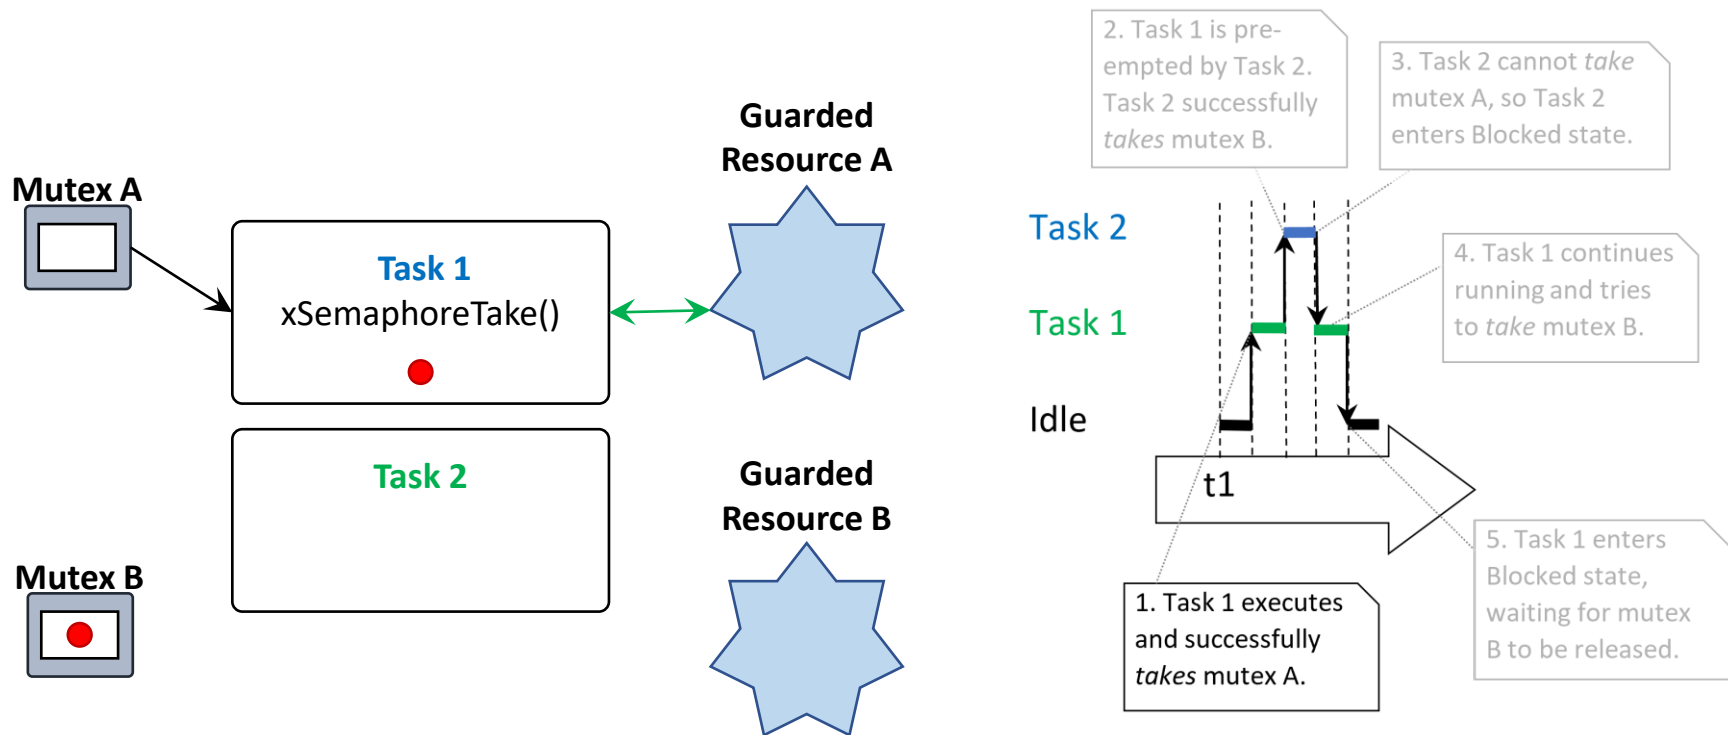 Mutex A
Task 1
xSemaphoreTake()
Guarded
Resource A
Task 2
Mutex B
Guarded
Resource B
2. Task 1 is pre-
empted by Task 2.
Task 2 successfully
takes mutex B.
3. Task 2 cannot take
mutex A, so Task 2
enters Blocked state.
Task 2
Task 1
Idle
4. Task 1 continues
running and tries
to take mutex B.
t1
1. Task 1 executes
and successfully
takes mutex A.
5. Task 1 enters
Blocked state,
waiting for mutex
B to be released.